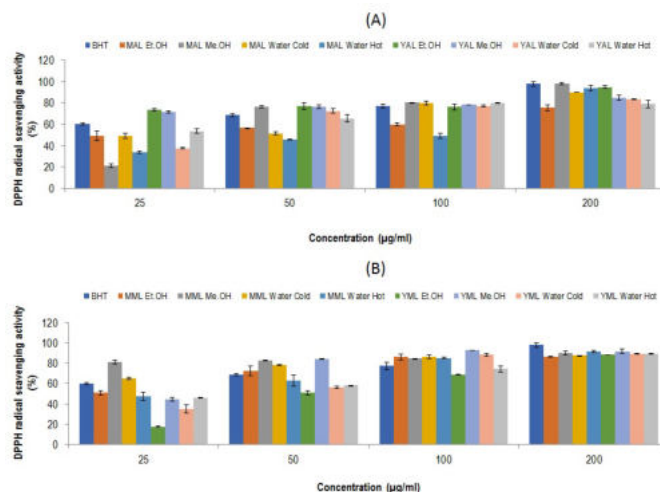 (A)
BHT MAL Et.OH MAL Me.OH MAL Water Cold MAL Water Hot YAL Et.OH YAL Me.OH YAL Water Cold YAL Water Hot
DPPH radical scavenging activity
(%)
120
100
80
60
40
20
0
25 50 100 200
Concentration (µg/ml)
(B)
BHT MML Et.OH MML Me.OH MML Water Cold MML Water Hot YML Et.OH YML Me.OH YML Water Cold YML Water Hot
DPPH radical scavenging activity
(%)
120
100
80
60
40
20
0
25 50 100 200
Concentration (µg/ml)